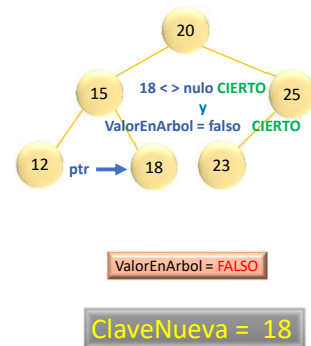 20
15
18 < > nulo CIERTO
25
y
ValorEnArbol = falso CIERTO
12
ptr
18
23
ValorEnArbol = FALSO
ClaveNueva = 18